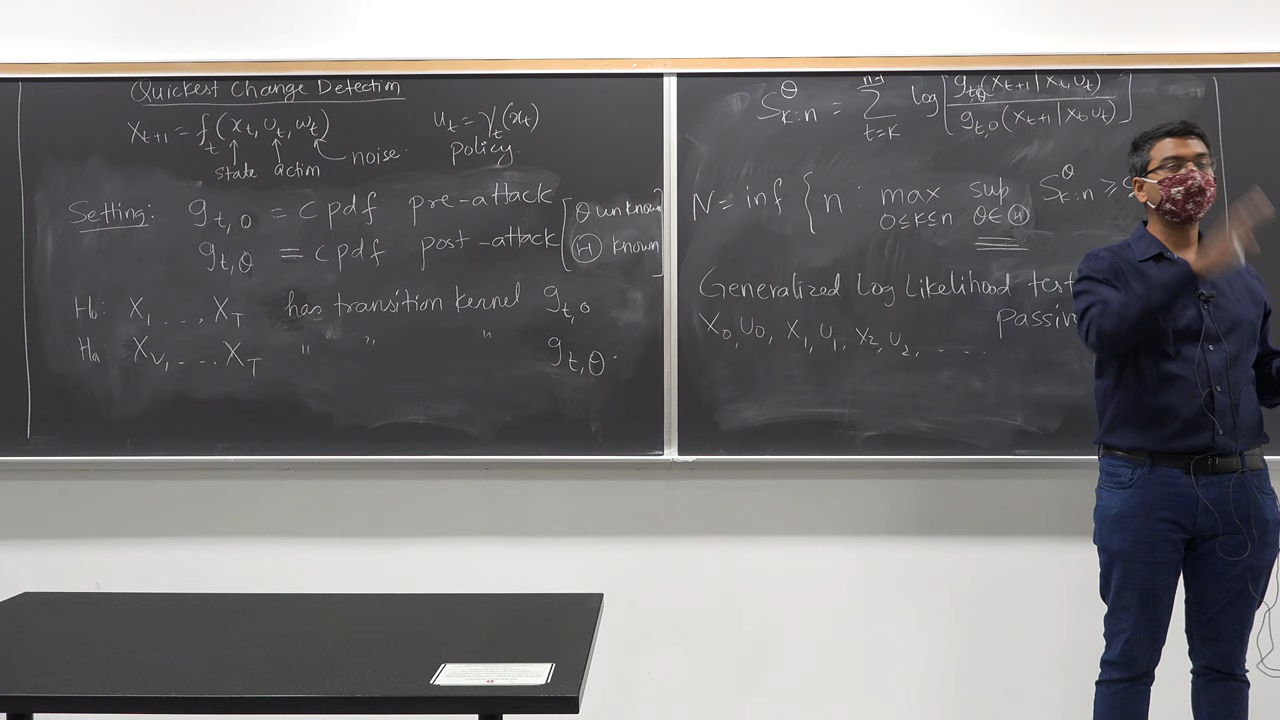 Quickest Change Detection
X_{t+1} = f_t (x_t, u_t, w_t)
state action noise.
u_t = γ_t(x_t)
policy.
Setting: g_{t,0} = cpdf pre-attack [θ unknown
g_{t,θ} = cpdf post-attack Ⓗ known]
H_0: X_1 ..., X_T has transition kernel g_{t,0}
H_a: X_ν, ..., X_T " " " g_{t,θ}.
S^θ_{k:n} = Σ_{t=k}^{n-1} log [ g_{t,θ}(X_{t+1} | X_t, U_t) / g_{t,0}(X_{t+1} | X_t, U_t) ]
N = inf { n : max_{0≤k≤n} sup_{θ∈Ⓗ} S^θ_{k:n} ≥
Generalized Log Likelihood test
X_0, U_0, X_1, U_1, X_2, U_2, ....